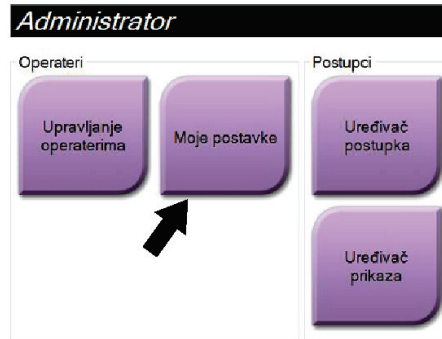 Administrator
Operateri
Upravljanje
operaterima
Moje postavke
Postupci
Uređivač
postupka
Uređivač
prikaza